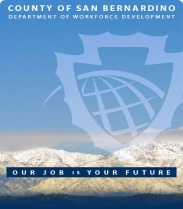 COUNTY OF SAN BERNARDINO
DEPARTMENT OF WORKFORCE DEVELOPMENT
OUR JOB IS YOUR FUTURE